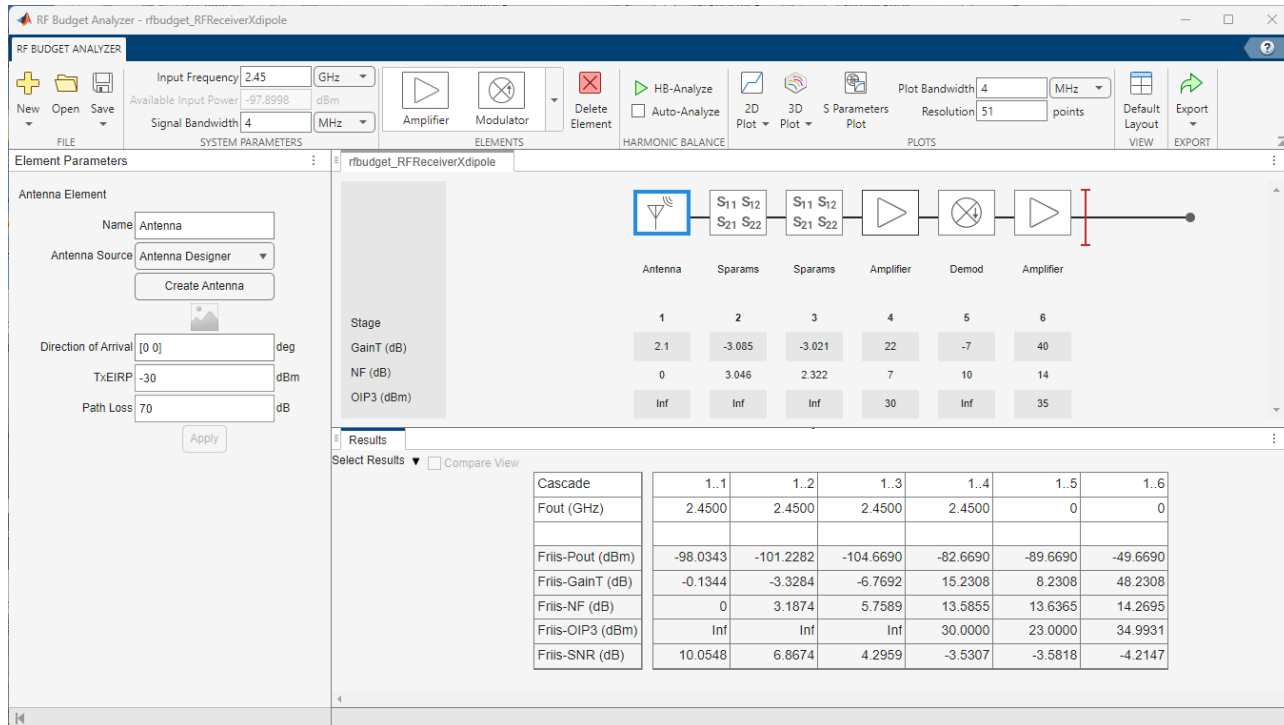 RF Budget Analyzer - rfbudget_RFReceiverXdipole
RF BUDGET ANALYZER
?
New Open Save
FILE
Input Frequency 2.45 GHz
Available Input Power -97.8998 dBm
Signal Bandwidth 4 MHz
SYSTEM PARAMETERS
Amplifier Modulator
Delete Element
ELEMENTS
HB-Analyze
Auto-Analyze
HARMONIC BALANCE
2D Plot 3D Plot S Parameters Plot
Plot Bandwidth 4 MHz
Resolution 51 points
PLOTS
Default Layout
VIEW
Export
EXPORT
Element Parameters
Antenna Element
Name Antenna
Antenna Source Antenna Designer
Create Antenna
Direction of Arrival [0 0] deg
TxEIRP -30 dBm
Path Loss 70 dB
Apply
rfbudget_RFReceiverXdipole
S11 S12 S11 S12
S21 S22 S21 S22
Antenna Sparams Sparams Amplifier Demod Amplifier
Stage 1 2 3 4 5 6
GainT (dB) 2.1 -3.085 -3.021 22 -7 40
NF (dB) 0 3.046 2.322 7 10 14
OIP3 (dBm) Inf Inf Inf 30 Inf 35
Results
Select Results ▼ Compare View
Cascade 1..1 1..2 1..3 1..4 1..5 1..6
Fout (GHz) 2.4500 2.4500 2.4500 2.4500 0 0
Friis-Pout (dBm) -98.0343 -101.2282 -104.6690 -82.6690 -89.6690 -49.6690
Friis-GainT (dB) -0.1344 -3.3284 -6.7692 15.2308 8.2308 48.2308
Friis-NF (dB) 0 3.1874 5.7589 13.5855 13.6365 14.2695
Friis-OIP3 (dBm) Inf Inf Inf 30.0000 23.0000 34.9931
Friis-SNR (dB) 10.0548 6.8674 4.2959 -3.5307 -3.5818 -4.2147